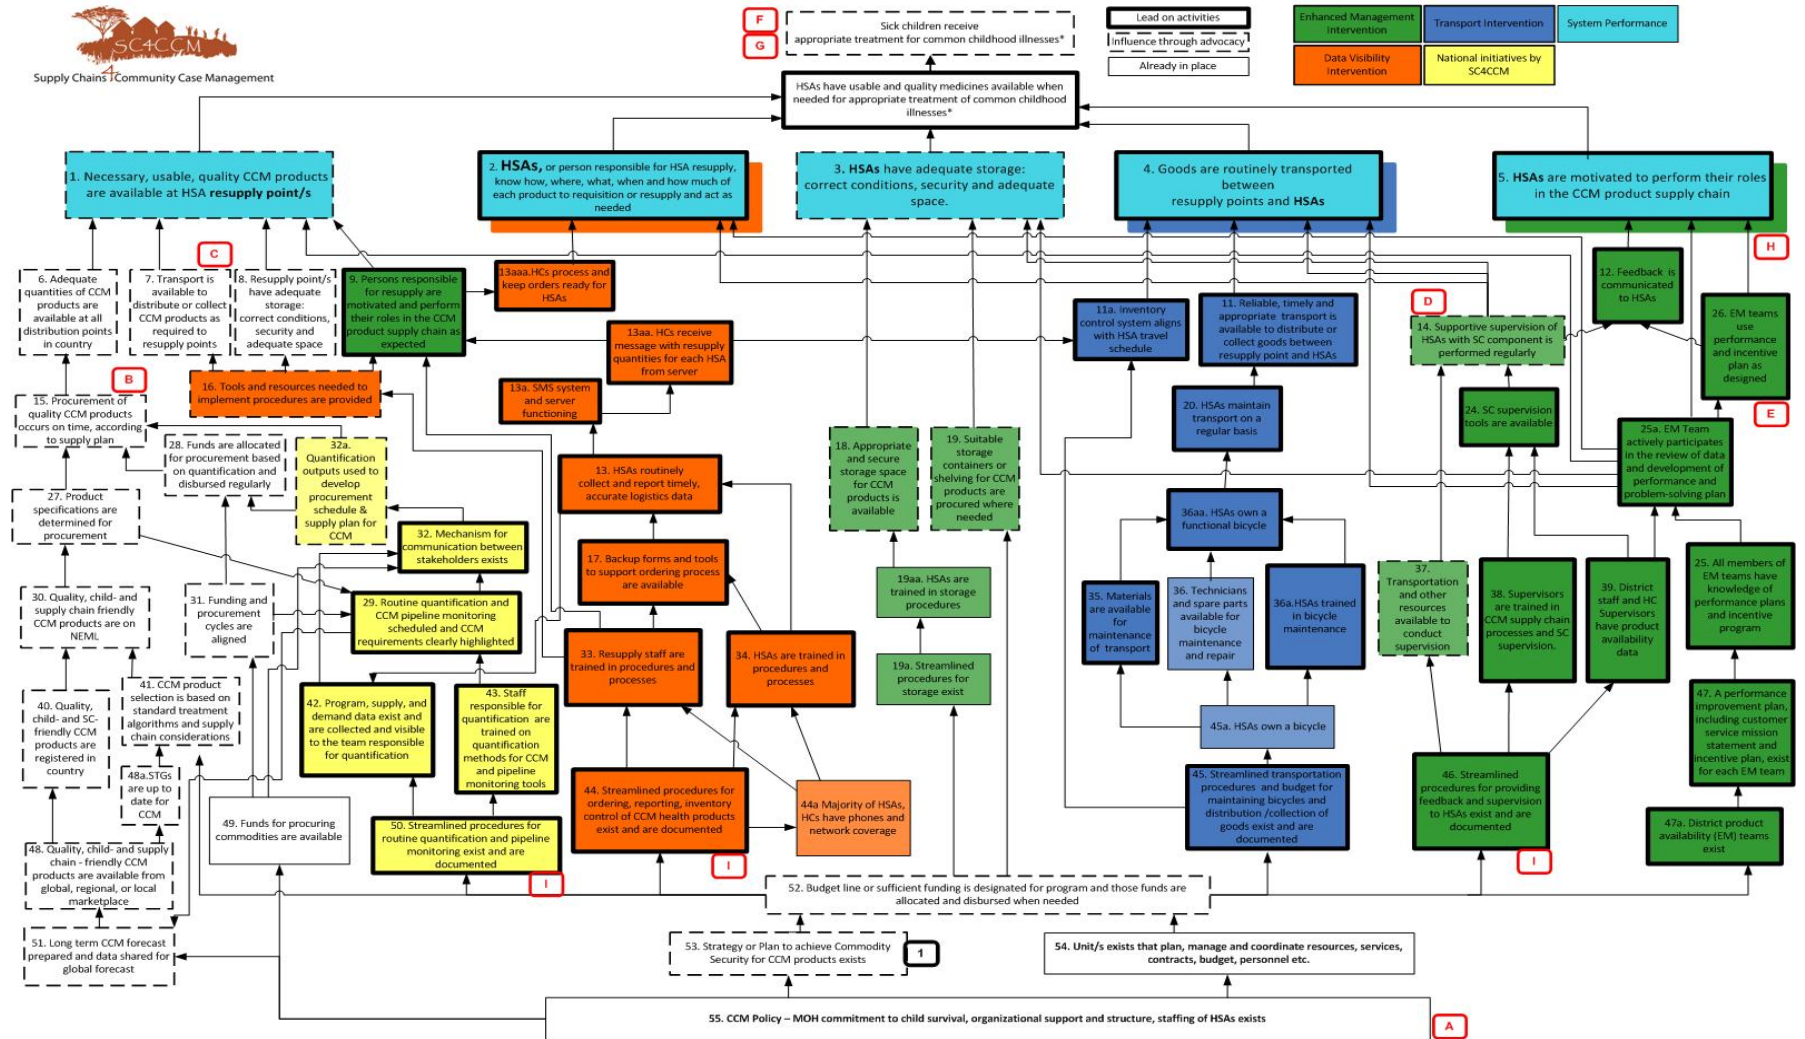 SC4CCM
Supply Chains 4 Community Case Management
F
G
Sick children receive
appropriate treatment for common childhood illnesses*
Lead on activities
Influence through advocacy
Already in place
Enhanced Management
Intervention
Transport Intervention
System Performance
Data Visibility
Intervention
National initiatives by
SC4CCM
HSAs have usable and quality medicines available when
needed for appropriate treatment of common childhood
illnesses*
1. Necessary, usable, quality CCM products
are available at HSA resupply point/s
2. HSAs, or person responsible for HSA resupply,
know how, where, what, when and how much of
each product to requisition or resupply and act as
needed
3. HSAs have adequate storage:
correct conditions, security and adequate
space.
4. Goods are routinely transported
between
resupply points and HSAs
5. HSAs are motivated to perform their roles
in the CCM product supply chain
H
C
6. Adequate
quantities of CCM
products are
available at all
distribution points
in country
7. Transport is
available to
distribute or collect
CCM products as
required to
resupply points
8. Resupply point/s
have adequate
storage:
correct conditions,
security and
adequate space
9. Persons responsible
for resupply are
motivated and perform
their roles in the CCM
product supply chain as
expected
13aaa.HCs process and
keep orders ready for
HSAs
13aa. HCs receive
message with resupply
quantities for each HSA
from server
13a. SMS system
and server
functioning
11a. Inventory
control system aligns
with HSA travel
schedule
11. Reliable, timely and
appropriate transport is
available to distribute or
collect goods between
resupply point and HSAs
D
12. Feedback is
communicated
to HSAs
14. Supportive supervision of
HSAs with SC component is
performed regularly
26. EM teams
use
performance
and incentive
plan as
designed
E
B
16. Tools and resources needed to
implement procedures are provided
15. Procurement of
quality CCM products
occurs on time, according
to supply plan
28. Funds are allocated
for procurement based
on quantification and
disbursed regularly
32a.
Quantification
outputs used to
develop
procurement
schedule &
supply plan for
CCM
13. HSAs routinely
collect and report timely,
accurate logistics data
18. Appropriate
and secure
storage space
for CCM
products is
available
19. Suitable
storage
containers or
shelving for CCM
products are
procured where
needed
20. HSAs maintain
transport on a
regular basis
24. SC supervision
tools are available
25a. EM Team
actively participates
in the review of data
and development of
performance and
problem-solving plan
27. Product
specifications are
determined for
procurement
32. Mechanism for
communication between
stakeholders exists
17. Backup forms and tools
to support ordering process
are available
36aa. HSAs own a
functional bicycle
30. Quality, child- and
supply chain friendly
CCM products are on
NEML
31. Funding and
procurement
cycles are
aligned
29. Routine quantification and
CCM pipeline monitoring
scheduled and CCM
requirements clearly highlighted
19aa. HSAs are
trained in storage
procedures
35. Materials
are available
for
maintenance
of transport
36. Technicians
and spare parts
available for
bicycle
maintenance
and repair
36a.HSAs trained
in bicycle
maintenance
37.
Transportation
and other
resources
available to
conduct
supervision
38. Supervisors
are trained in
CCM supply chain
processes and SC
supervision.
39. District
staff and HC
Supervisors
have product
availability
data
25. All members of
EM teams have
knowledge of
performance plans
and incentive
program
33. Resupply staff are
trained in procedures and
processes
34. HSAs are trained in
procedures and
processes
19a. Streamlined
procedures for
storage exist
40. Quality,
child- and SC-
friendly CCM
products are
registered in
country
41. CCM product
selection is based on
standard treatment
algorithms and supply
chain considerations
42. Program, supply, and
demand data exist and
are collected and visible
to the team responsible
for quantification
43. Staff
responsible for
quantification are
trained on
quantification
methods for CCM
and pipeline
monitoring tools
45a. HSAs own a bicycle
47. A performance
improvement plan,
including customer
service mission
statement and
incentive plan, exist
for each EM team
48a.STGs
are up to
date for
CCM
49. Funds for procuring
commodities are available
44. Streamlined procedures for
ordering, reporting, inventory
control of CCM health products
exist and are documented
44a Majority of HSAs,
HCs have phones and
network coverage
45. Streamlined transportation
procedures and budget for
maintaining bicycles and
distribution /collection of
goods exist and are
documented
46. Streamlined
procedures for providing
feedback and supervision
to HSAs exist and are
documented
47a. District product
availability (EM) teams
exist
48. Quality, child- and supply
chain - friendly CCM
products are available from
global, regional, or local
marketplace
50. Streamlined procedures for
routine quantification and pipeline
monitoring exist and are
documented
I
I
I
52. Budget line or sufficient funding is designated for program and those funds are
allocated and disbursed when needed
51. Long term CCM forecast
prepared and data shared for
global forecast
53. Strategy or Plan to achieve Commodity
Security for CCM products exists
1
54. Unit/s exists that plan, manage and coordinate resources, services,
contracts, budget, personnel etc.
55. CCM Policy – MOH commitment to child survival, organizational support and structure, staffing of HSAs exists
A